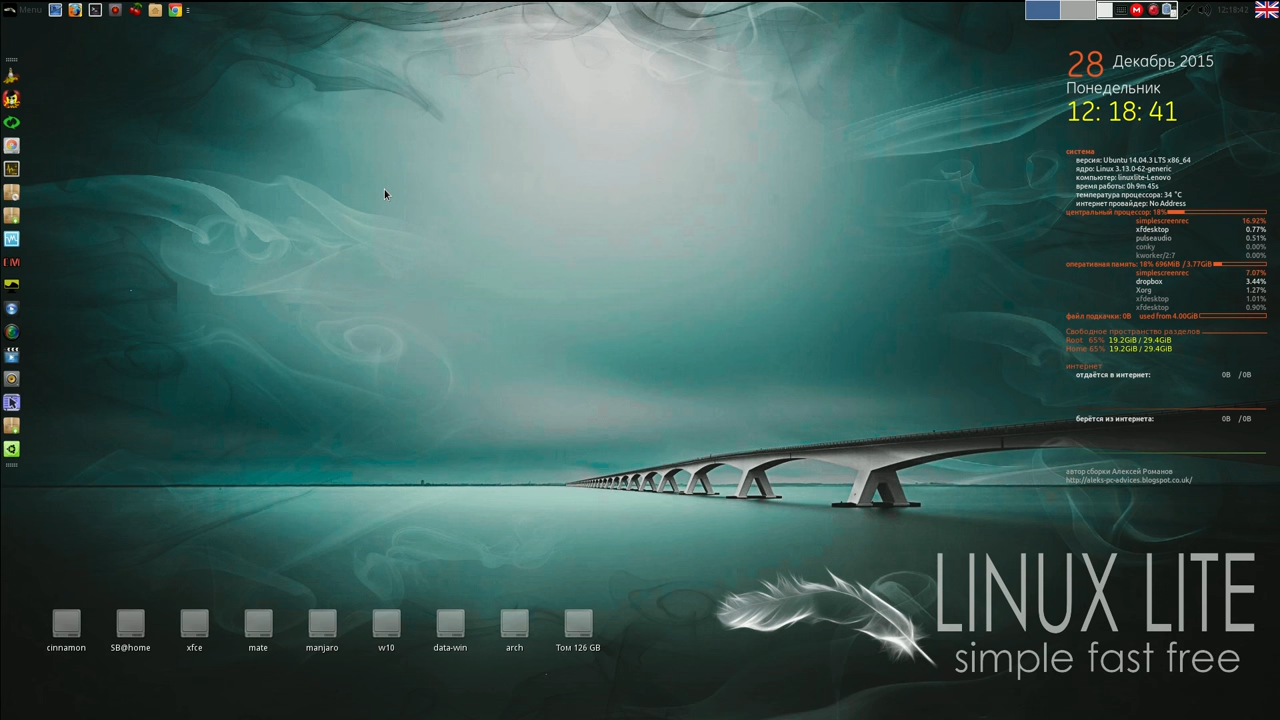 Menu
12:18:42
28 Декабрь 2015
Понедельник
12: 18: 41
система
версия: Ubuntu 14.04.3 LTS x86_64
ядро: Linux 3.13.0-62-generic
компьютер: linuxlite-Lenovo
время работы: 0h 9m 45s
температура процессора: 34 °C
интернет провайдер: No Address
центральный процессор: 18%
simplescreenrec 16.92%
xfdesktop 0.77%
pulseaudio 0.51%
conky 0.00%
kworker/2:7 0.00%
оперативная память: 18% 696MiB / 3.77GiB
simplescreenrec 7.07%
dropbox 3.44%
Xorg 1.27%
xfdesktop 1.01%
xfdesktop 0.90%
файл подкачки: 0B used from 4.00GiB
Свободное пространство разделов
Root 65% 19.2GiB / 29.4GiB
Home 65% 19.2GiB / 29.4GiB
интернет
отдаётся в интернет: 0B / 0B
берётся из интернета: 0B / 0B
автор сборки Алексей Романов
http://aleks-pc-advices.blogspot.co.uk/
LINUX LITE
simple fast free
cinnamon SB@home xfce mate manjaro w10 data-win arch Том 126 GB